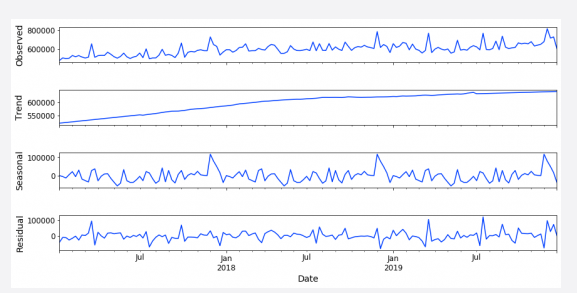 Observed
800000
600000
Trend
600000
550000
Seasonal
100000
0
Residual
100000
0
Jul Jan Jul Jan Jul
2018 2019
Date